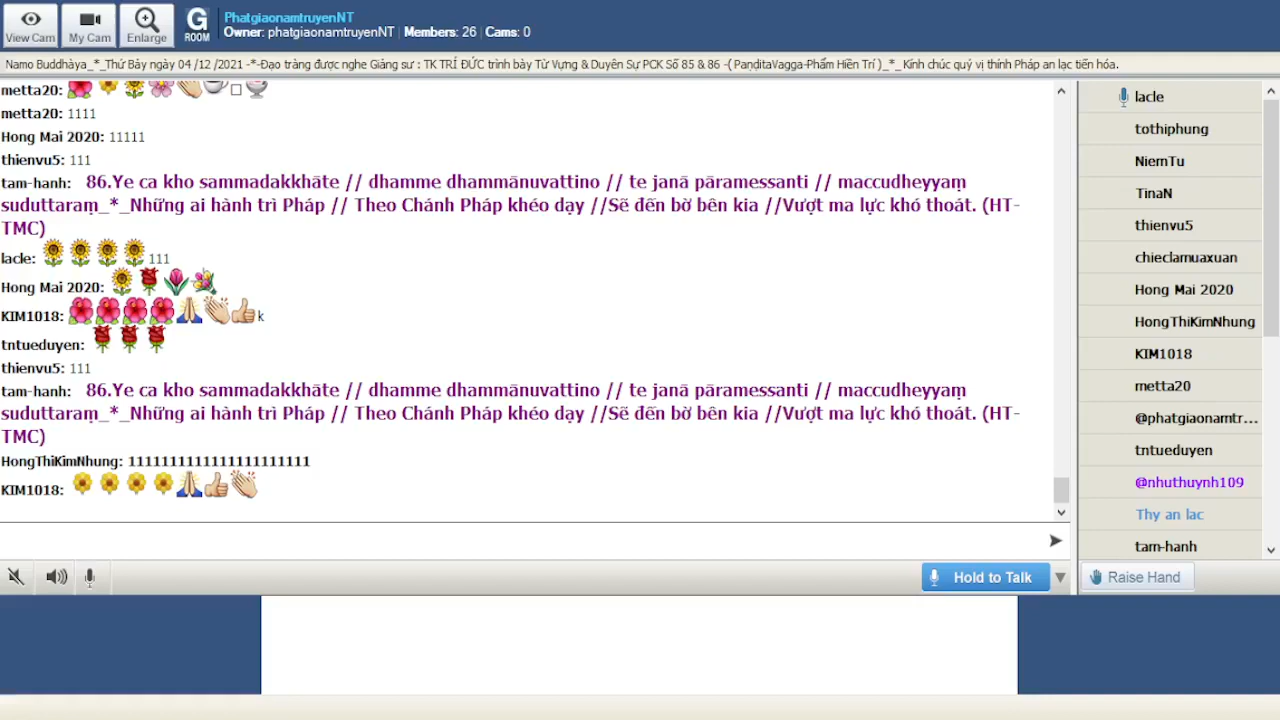 View Cam
My Cam
Enlarge
G
ROOM
PhatgiaonamtruyenNT
Owner: phatgiaonamtruyenNT | Members: 26 | Cams: 0
Namo Buddhàya_*_Thứ Bảy ngày 04 /12 /2021 -*-Đạo tràng được nghe Giảng sư : TK TRÍ ĐỨC trình bày Từ Vựng & Duyên Sự PCK Số 85 & 86 -( PaṇḍitaVagga-Phẩm Hiền Trí )_*_ Kính chúc quý vị thính Pháp an lạc tiến hóa.
metta20:
metta20: 1111
Hong Mai 2020: 11111
thienvu5: 111
tam-hanh: 86.Ye ca kho sammadakkhāte // dhamme dhammānuvattino // te janā pāramessanti // maccudheyyaṃ
suduttaraṃ_*_Những ai hành trì Pháp // Theo Chánh Pháp khéo dạy //Sẽ đến bờ bên kia //Vượt ma lực khó thoát. (HT-
TMC)
lacle: 111
Hong Mai 2020:
KIM1018: k
tntueduyen:
thienvu5: 111
tam-hanh: 86.Ye ca kho sammadakkhāte // dhamme dhammānuvattino // te janā pāramessanti // maccudheyyaṃ
suduttaraṃ_*_Những ai hành trì Pháp // Theo Chánh Pháp khéo dạy //Sẽ đến bờ bên kia //Vượt ma lực khó thoát. (HT-
TMC)
HongThiKimNhung: 1111111111111111111111
KIM1018:
Hold to Talk
lacle
tothiphung
NiemTu
TinaN
thienvu5
chieclamuaxuan
Hong Mai 2020
HongThiKimNhung
KIM1018
metta20
@phatgiaonamtr...
tntueduyen
@nhuthuynh109
Thy an lac
tam-hanh
Raise Hand